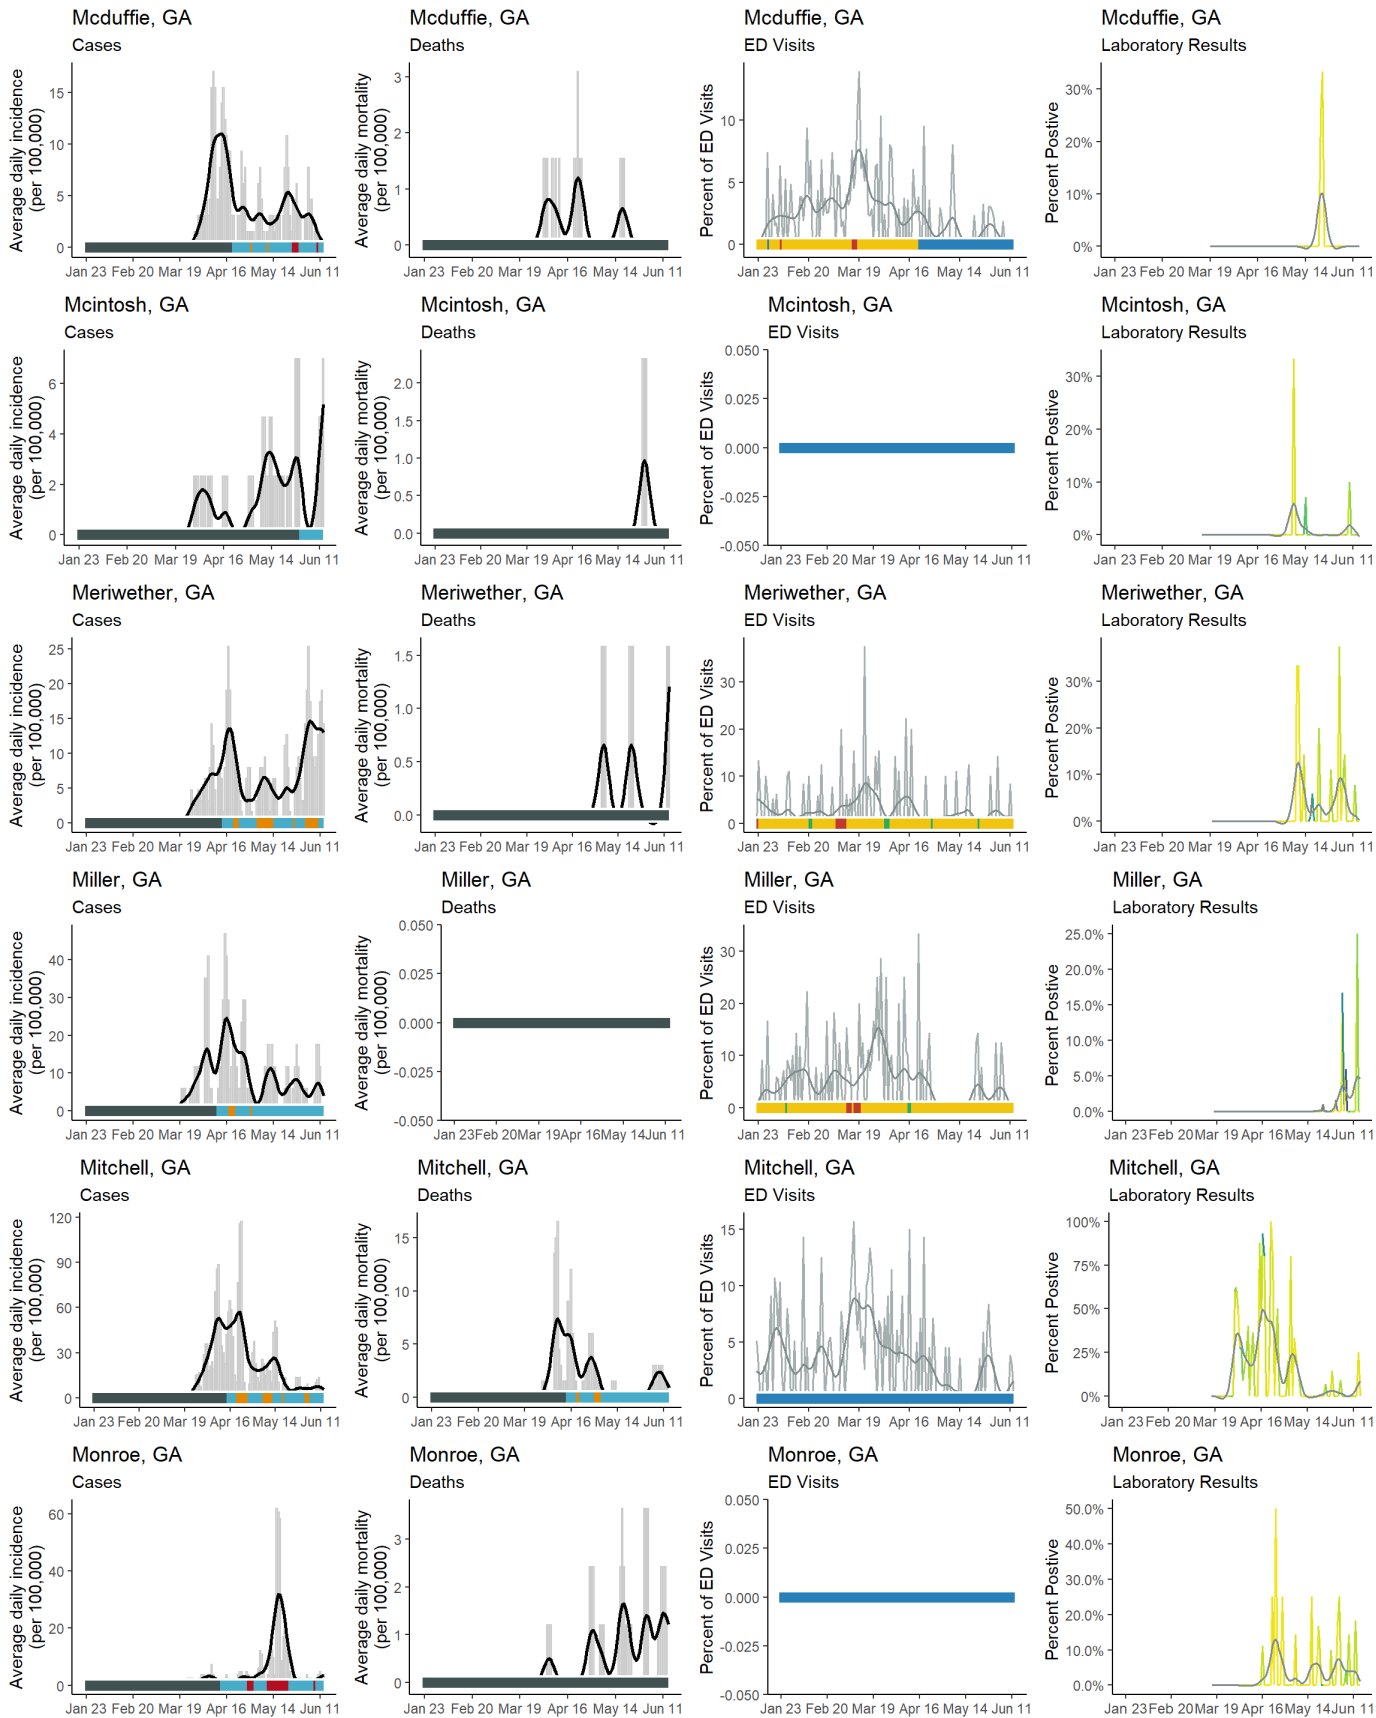 Mcduffie, GA
Cases
Average daily incidence
(per 100,000)
15
10
5
0
Jan 23 Feb 20 Mar 19 Apr 16 May 14 Jun 11
Mcduffie, GA
Deaths
Average daily mortality
(per 100,000)
3
2
1
0
Jan 23 Feb 20 Mar 19 Apr 16 May 14 Jun 11
Mcduffie, GA
ED Visits
Percent of ED Visits
10
5
0
Jan 23 Feb 20 Mar 19 Apr 16 May 14 Jun 11
Mcduffie, GA
Laboratory Results
Percent Postive
30%
20%
10%
0%
Jan 23 Feb 20 Mar 19 Apr 16 May 14 Jun 11
Mcintosh, GA
Cases
Average daily incidence
(per 100,000)
6
4
2
0
Jan 23 Feb 20 Mar 19 Apr 16 May 14 Jun 11
Mcintosh, GA
Deaths
Average daily mortality
(per 100,000)
2.0
1.5
1.0
0.5
0.0
Jan 23 Feb 20 Mar 19 Apr 16 May 14 Jun 11
Mcintosh, GA
ED Visits
Percent of ED Visits
0.050
0.025
0.000
-0.025
-0.050
Jan 23 Feb 20 Mar 19 Apr 16 May 14 Jun 11
Mcintosh, GA
Laboratory Results
Percent Postive
30%
20%
10%
0%
Jan 23 Feb 20 Mar 19 Apr 16 May 14 Jun 11
Meriwether, GA
Cases
Average daily incidence
(per 100,000)
25
20
15
10
5
0
Jan 23 Feb 20 Mar 19 Apr 16 May 14 Jun 11
Meriwether, GA
Deaths
Average daily mortality
(per 100,000)
1.5
1.0
0.5
0.0
Jan 23 Feb 20 Mar 19 Apr 16 May 14 Jun 11
Meriwether, GA
ED Visits
Percent of ED Visits
30
20
10
0
Jan 23 Feb 20 Mar 19 Apr 16 May 14 Jun 11
Meriwether, GA
Laboratory Results
Percent Postive
30%
20%
10%
0%
Jan 23 Feb 20 Mar 19 Apr 16 May 14 Jun 11
Miller, GA
Cases
Average daily incidence
(per 100,000)
40
30
20
10
0
Jan 23 Feb 20 Mar 19 Apr 16 May 14 Jun 11
Miller, GA
Deaths
Average daily mortality
(per 100,000)
0.050
0.025
0.000
-0.025
-0.050
Jan 23 Feb 20 Mar 19 Apr 16 May 14 Jun 11
Miller, GA
ED Visits
Percent of ED Visits
30
20
10
0
Jan 23 Feb 20 Mar 19 Apr 16 May 14 Jun 11
Miller, GA
Laboratory Results
Percent Postive
25.0%
20.0%
15.0%
10.0%
5.0%
0.0%
Jan 23 Feb 20 Mar 19 Apr 16 May 14 Jun 11
Mitchell, GA
Cases
Average daily incidence
(per 100,000)
120
90
60
30
0
Jan 23 Feb 20 Mar 19 Apr 16 May 14 Jun 11
Mitchell, GA
Deaths
Average daily mortality
(per 100,000)
15
10
5
0
Jan 23 Feb 20 Mar 19 Apr 16 May 14 Jun 11
Mitchell, GA
ED Visits
Percent of ED Visits
15
10
5
0
Jan 23 Feb 20 Mar 19 Apr 16 May 14 Jun 11
Mitchell, GA
Laboratory Results
Percent Postive
100%
75%
50%
25%
0%
Jan 23 Feb 20 Mar 19 Apr 16 May 14 Jun 11
Monroe, GA
Cases
Average daily incidence
(per 100,000)
60
40
20
0
Jan 23 Feb 20 Mar 19 Apr 16 May 14 Jun 11
Monroe, GA
Deaths
Average daily mortality
(per 100,000)
3
2
1
0
Jan 23 Feb 20 Mar 19 Apr 16 May 14 Jun 11
Monroe, GA
ED Visits
Percent of ED Visits
0.050
0.025
0.000
-0.025
-0.050
Jan 23 Feb 20 Mar 19 Apr 16 May 14 Jun 11
Monroe, GA
Laboratory Results
Percent Postive
50.0%
40.0%
30.0%
20.0%
10.0%
0.0%
Jan 23 Feb 20 Mar 19 Apr 16 May 14 Jun 11